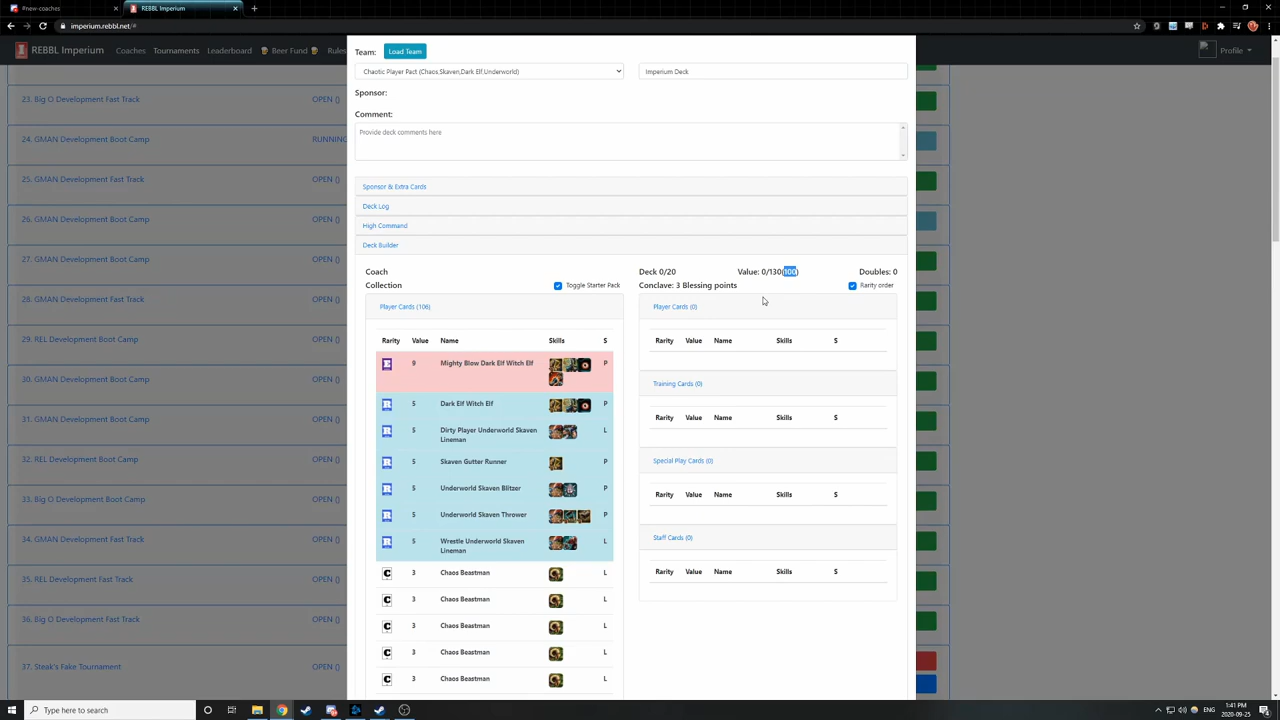 #new-coaches
REBBL Imperium
imperium.rebbl.net/#
REBBL Imperium
Coaches
Tournaments
Leaderboard
Beer Fund
Rules
Profile
23. Big O Development Fast Track
OPEN ()
24. GMAN Development Boot Camp
RUNNING
25. GMAN Development Fast Track
OPEN ()
26. GMAN Development Boot Camp
OPEN ()
27. GMAN Development Boot Camp
OPEN ()
28. GMAN Development Fast Track
OPEN ()
29. REL Development Boot Camp
OPEN ()
30. GMAN Development Boot Camp
OPEN ()
31. Big O Development Fast Track
OPEN ()
32. REL Development Boot Camp
OPEN ()
33. Big O Development Boot Camp
OPEN ()
34. GMAN Development Boot Camp
OPEN ()
35. REL Development Fast Track
OPEN ()
36. GMAN Development Fast Track
OPEN ()
37. Steak's Fake Tournament
OPEN ()
Team:
Load Team
Chaotic Player Pact (Chaos,Skaven,Dark Elf,Underworld)
Imperium Deck
Sponsor:
Comment:
Provide deck comments here
Sponsor & Extra Cards
Deck Log
High Command
Deck Builder
Coach
Collection
Toggle Starter Pack
Player Cards (106)
Rarity Value Name Skills S
E 9 Mighty Blow Dark Elf Witch Elf P
R 5 Dark Elf Witch Elf P
R 5 Dirty Player Underworld Skaven L
Lineman
R 5 Skaven Gutter Runner P
R 5 Underworld Skaven Blitzer P
R 5 Underworld Skaven Thrower P
R 5 Wrestle Underworld Skaven L
Lineman
C 3 Chaos Beastman L
C 3 Chaos Beastman L
C 3 Chaos Beastman L
C 3 Chaos Beastman L
C 3 Chaos Beastman L
Deck 0/20 Value: 0/130(100) Doubles: 0
Conclave: 3 Blessing points
Rarity order
Player Cards (0)
Rarity Value Name Skills S
Training Cards (0)
Rarity Value Name Skills S
Special Play Cards (0)
Rarity Value Name Skills S
Staff Cards (0)
Rarity Value Name Skills S
Type here to search
ENG
1:41 PM
2020-09-25